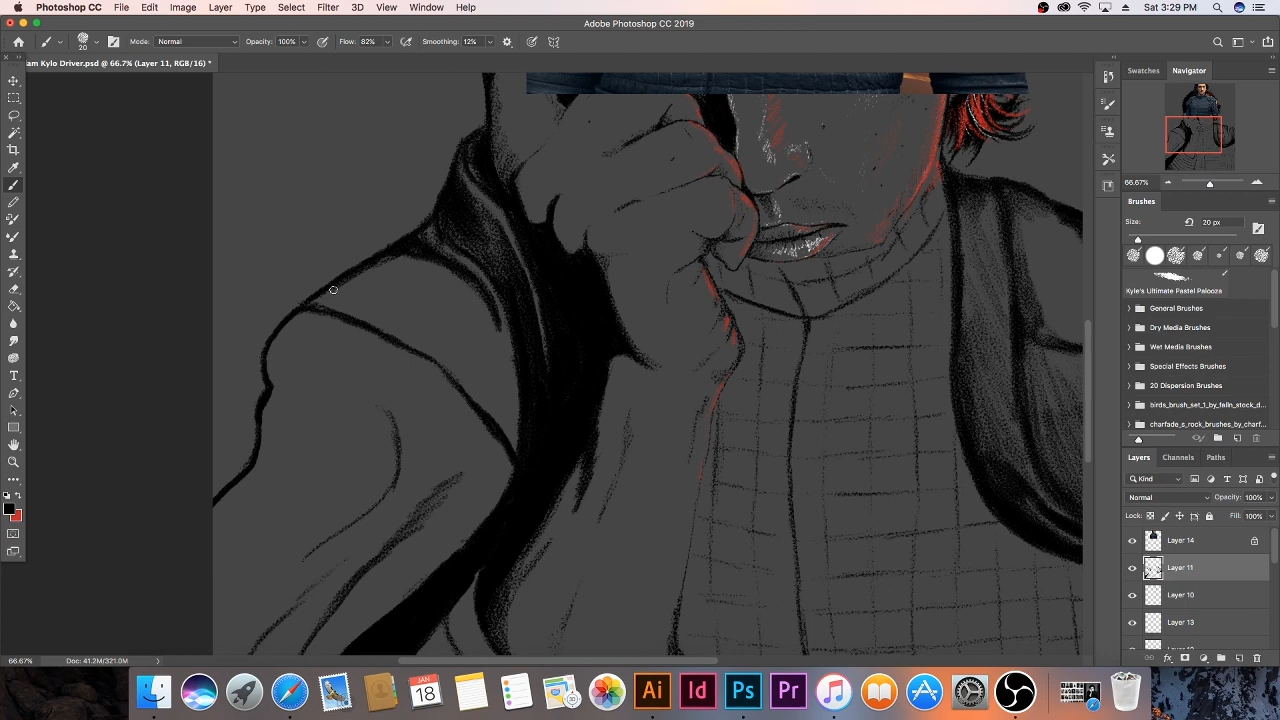 Photoshop CC File Edit Image Layer Type Select Filter 3D View Window Help Sat 3:29 PM
Adobe Photoshop CC 2019
20 Mode: Normal Opacity: 100% Flow: 82% Smoothing: 12%
am Kylo Driver.psd @ 66.7% (Layer 11, RGB/16) *
Swatches Navigator
66.67%
Brushes
Size: 20 px
Kyle's Ultimate Pastel Palooza
General Brushes
Dry Media Brushes
Wet Media Brushes
Special Effects Brushes
20 Dispersion Brushes
birds_brush_set_1_by_felin_stock_d...
charfade_s_rock_brushes_by_charf...
Layers Channels Paths
Kind
Normal Opacity: 100%
Lock: Fill: 100%
Layer 14
Layer 11
Layer 10
Layer 13
66.67% Doc: 41.2M/321.0M
JAN
18
Ai Id Ps Pr